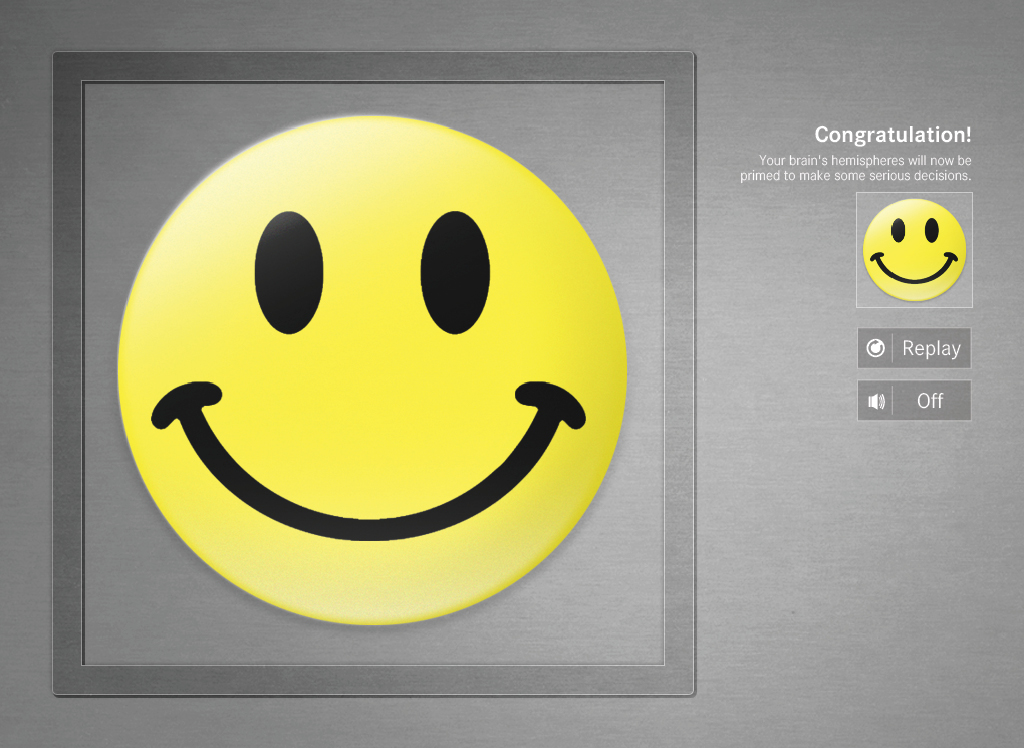 Congratulation!
Your brain's hemispheres will now be
primed to make some serious decisions.
Replay
Off